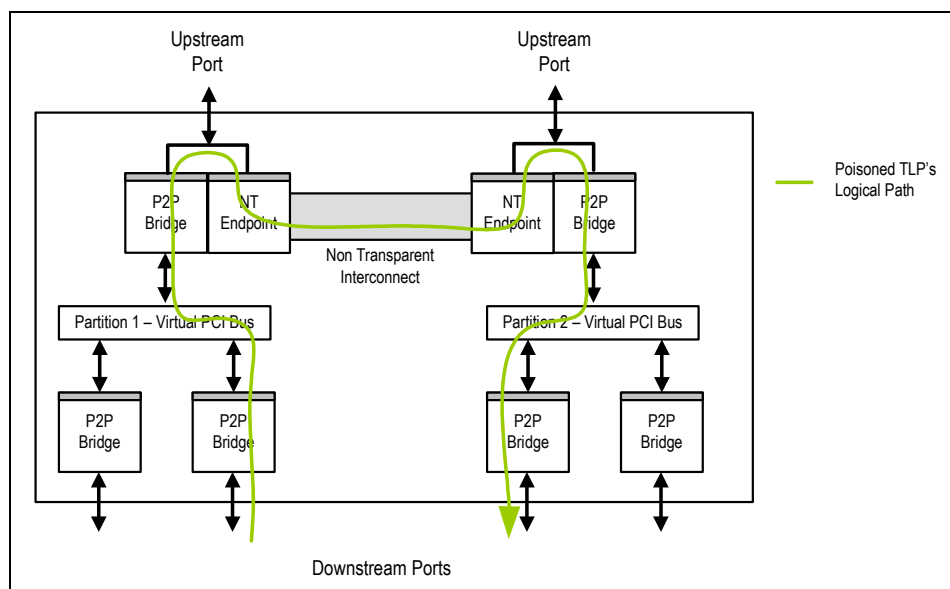 Upstream
Port
Upstream
Port
P2P
Bridge
NT
Endpoint
NT
Endpoint
P2P
Bridge
Poisoned TLP's
Logical Path
Non Transparent
Interconnect
Partition 1 – Virtual PCI Bus
Partition 2 – Virtual PCI Bus
P2P
Bridge
P2P
Bridge
P2P
Bridge
P2P
Bridge
Downstream Ports